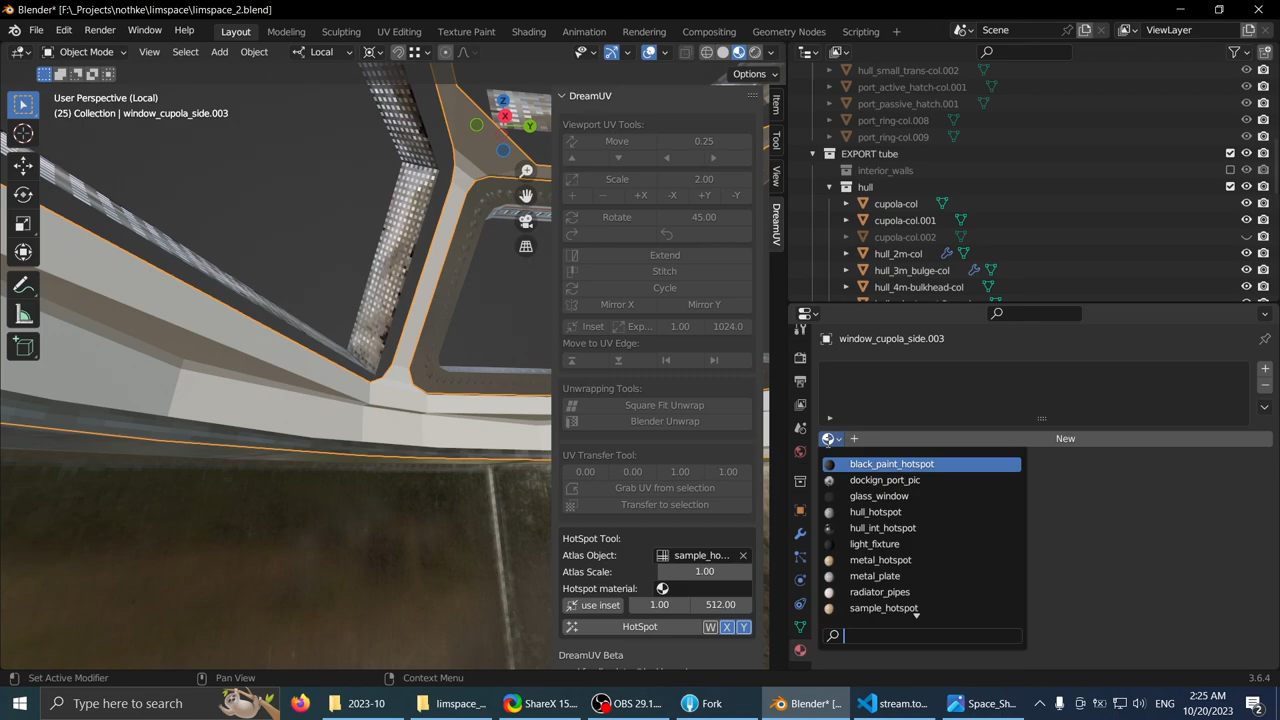 Blender* [F:\_Projects\nothke\limspace\limspace_2.blend]
File Edit Render Window Help Layout Modeling Sculpting UV Editing Texture Paint Shading Animation Rendering Compositing Geometry Nodes Scripting Scene ViewLayer
Object Mode View Select Add Object Local
Options
User Perspective (Local)
(25) Collection | window_cupola_side.003
Z
X
Y
DreamUV
Viewport UV Tools:
Move 0.25
Scale 2.00
+ − +X -X +Y -Y
Rotate 45.00
Extend
Stitch
Cycle
Mirror X Mirror Y
Inset Exp... 1.00 1024.0
Move to UV Edge:
Unwrapping Tools:
Square Fit Unwrap
Blender Unwrap
UV Transfer Tool:
0.00 0.00 1.00 1.00
Grab UV from selection
Transfer to selection
HotSpot Tool:
Atlas Object: sample_ho...
Atlas Scale: 1.00
Hotspot material:
use inset 1.00 512.00
HotSpot W X Y
DreamUV Beta
Item
Tool
View
DreamUV
hull_small_trans-col.002
port_active_hatch-col.001
port_passive_hatch.001
port_ring-col.008
port_ring-col.009
EXPORT tube
interior_walls
hull
cupola-col
cupola-col.001
cupola-col.002
hull_2m-col
hull_3m_bulge-col
hull_4m-bulkhead-col
window_cupola_side.003
New
black_paint_hotspot
dockign_port_pic
glass_window
hull_hotspot
hull_int_hotspot
light_fixture
metal_hotspot
metal_plate
radiator_pipes
sample_hotspot
Set Active Modifier Pan View Context Menu 3.6.4
Type here to search 2023-10 limspace_... ShareX 15.... OBS 29.1.... Fork Blender* [... stream.to... Space_Sh... ENG 2:25 AM
10/20/2023 2